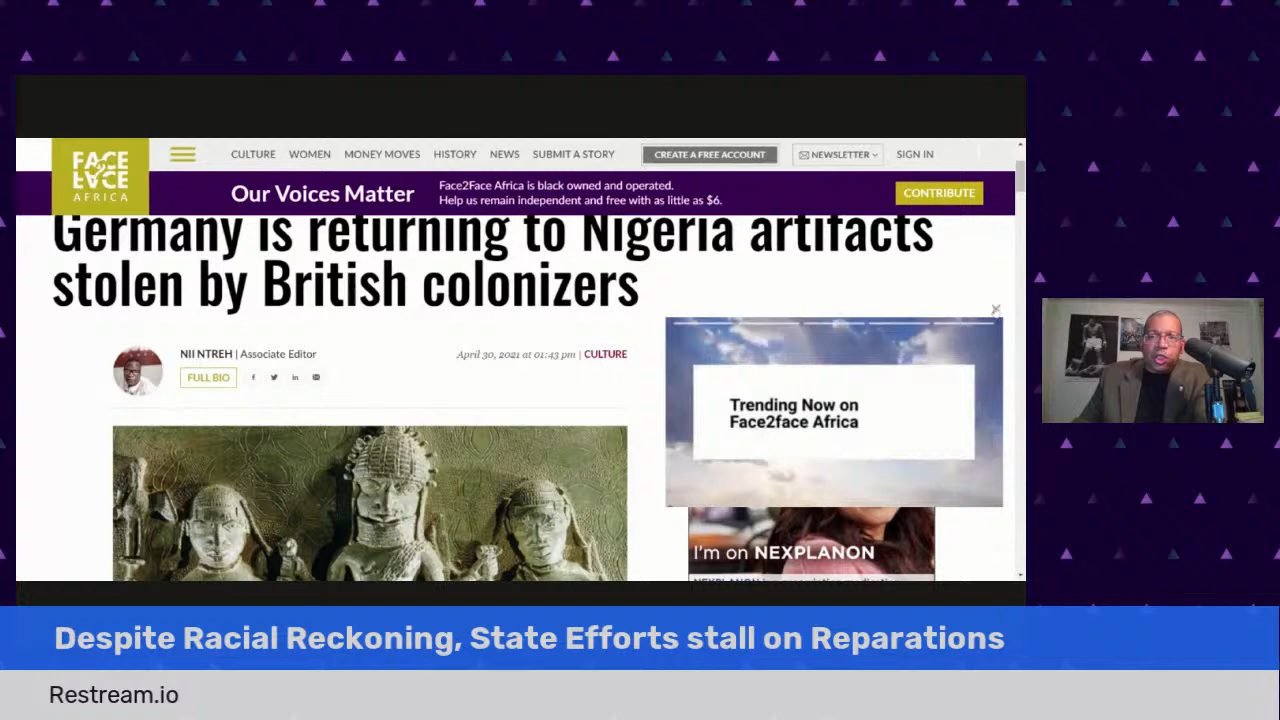 FACE
2
FACE
AFRICA
CULTURE WOMEN MONEY MOVES HISTORY NEWS SUBMIT A STORY CREATE A FREE ACCOUNT NEWSLETTER SIGN IN
Our Voices Matter
Face2Face Africa is black owned and operated.
Help us remain independent and free with as little as $6.
CONTRIBUTE
Germany is returning to Nigeria artifacts
stolen by British colonizers
NII NTREH | Associate Editor
April 30, 2021 at 01:43 pm | CULTURE
FULL BIO
Trending Now on
Face2face Africa
I'm on NEXPLANON
Despite Racial Reckoning, State Efforts stall on Reparations
Restream.io